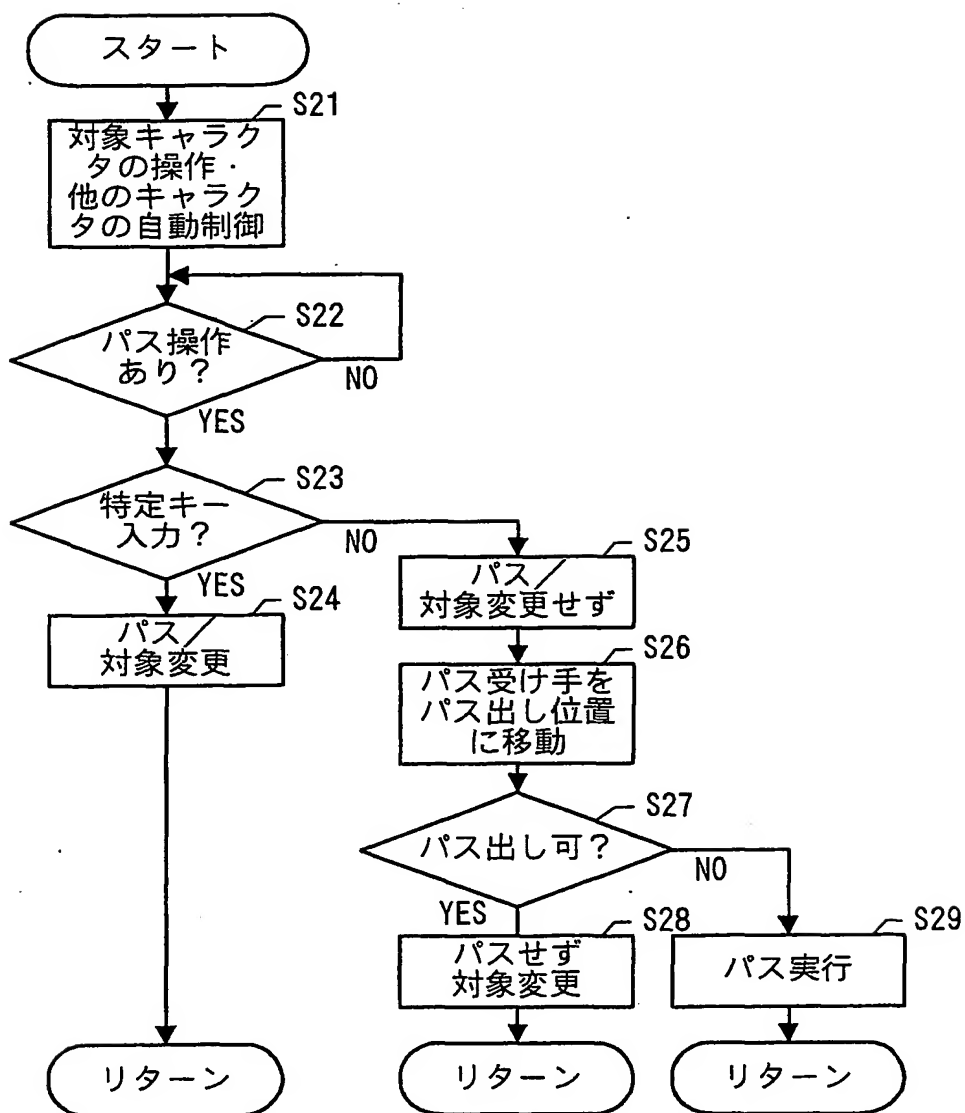 スタート
S21
対象キャラク
タの操作・
他のキャラク
タの自動制御
S22
パス操作
あり?
NO
YES
S23
特定キー
入力?
NO
YES
S24
パス/
対象変更
S25
パス/
対象変更せず
S26
パス受け手を
パス出し位置
に移動
S27
パス出し可?
NO
YES
S28
パスせず
対象変更
S29
パス実行
リターン
リターン
リターン